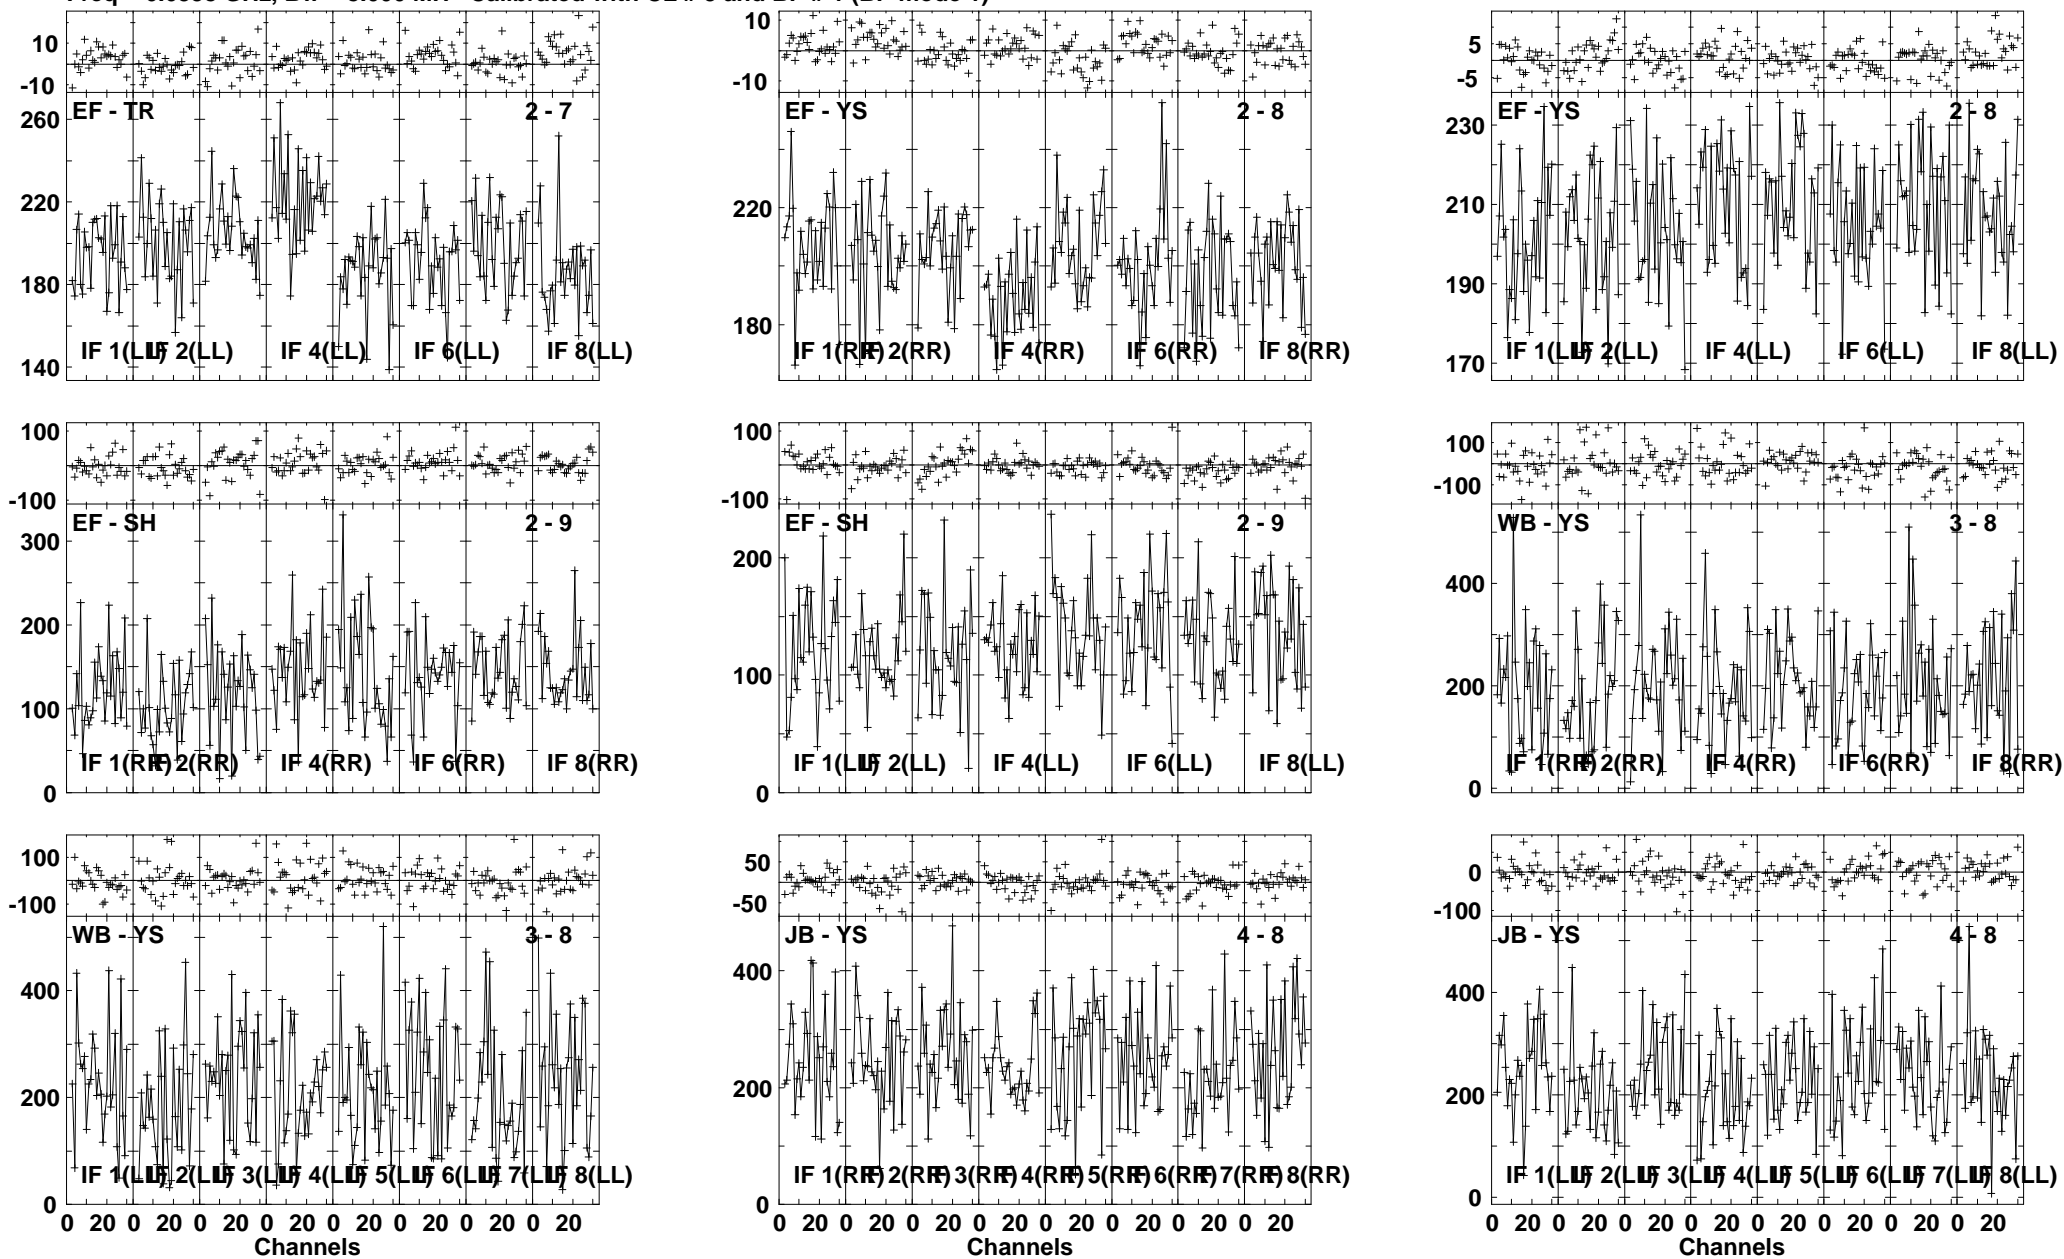 10 10 5
-10 -10 -5
EF - TR 2 - 7 EF - YS 2 - 8 EF - YS 2 - 8
260 220 180 140
220 180
230 210 190 170
IF 1(LL) IF 2(LL) IF 4(LL) IF 6(LL) IF 8(LL)
IF 1(RR) IF 2(RR) IF 4(RR) IF 6(RR) IF 8(RR)
IF 1(LL) IF 2(LL) IF 4(LL) IF 6(LL) IF 8(LL)
100 100 100
-100 -100 -100
EF - SH 2 - 9 EF - SH 2 - 9 WB - YS 3 - 8
300 200 100 0
200 100 0
400 200 0
IF 1(RR) IF 2(RR) IF 4(RR) IF 6(RR) IF 8(RR)
IF 1(LL) IF 2(LL) IF 4(LL) IF 6(LL) IF 8(LL)
IF 1(RR) IF 2(RR) IF 4(RR) IF 6(RR) IF 8(RR)
100 50 0
-100 -50 -100
WB - YS 3 - 8 JB - YS 4 - 8 JB - YS 4 - 8
400 200 0
400 200 0
400 200 0
IF 1(LL) IF 2(LL) IF 3(LL) IF 4(LL) IF 5(LL) IF 6(LL) IF 7(LL) IF 8(LL)
IF 1(RR) IF 2(RR) IF 3(RR) IF 4(RR) IF 5(RR) IF 6(RR) IF 7(RR) IF 8(RR)
IF 1(LL) IF 2(LL) IF 3(LL) IF 4(LL) IF 5(LL) IF 6(LL) IF 7(LL) IF 8(LL)
0 20 0 20 0 20 0 20 0 20 0 20 0 20 0 20
0 20 0 20 0 20 0 20 0 20 0 20 0 20 0 20
0 20 0 20 0 20 0 20 0 20 0 20 0 20 0 20
Channels Channels Channels